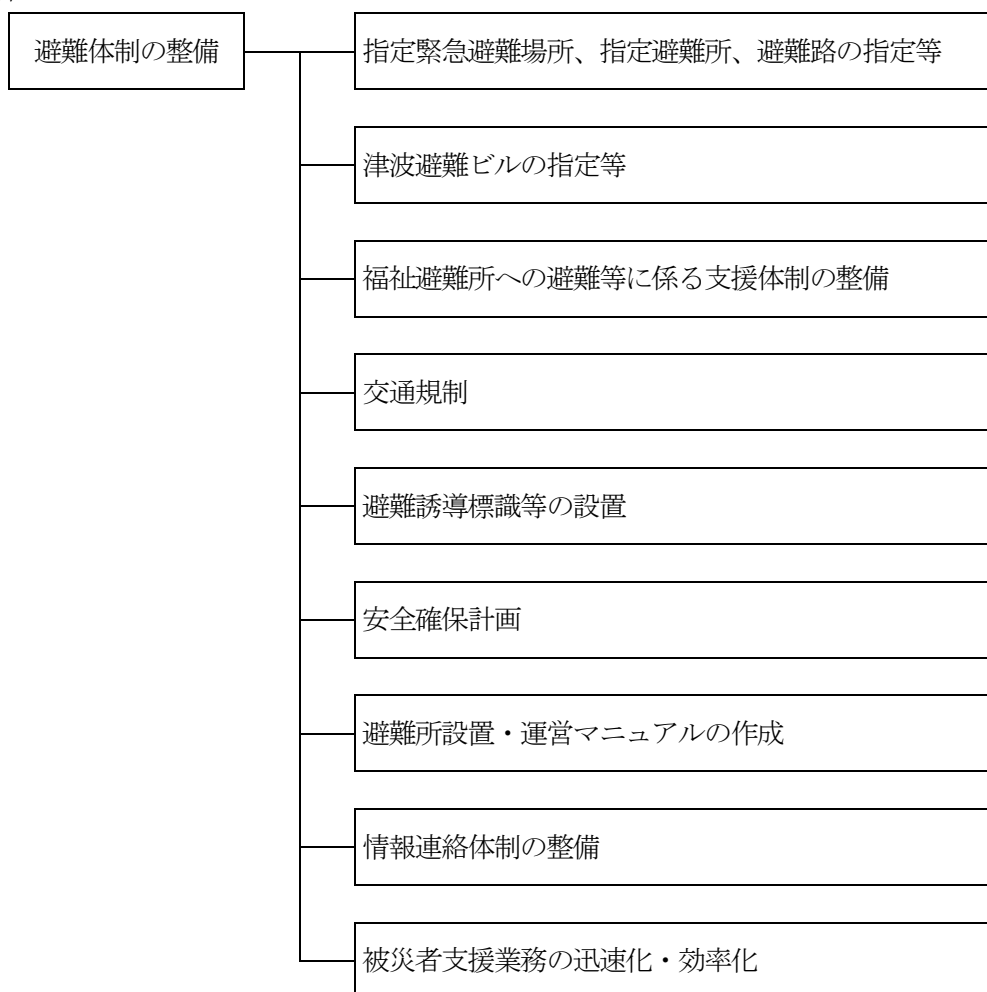 避難体制の整備
指定緊急避難場所、指定避難所、避難路の指定等
津波避難ビルの指定等
福祉避難所への避難等に係る支援体制の整備
交通規制
避難誘導標識等の設置
安全確保計画
避難所設置・運営マニュアルの作成
情報連絡体制の整備
被災者支援業務の迅速化・効率化